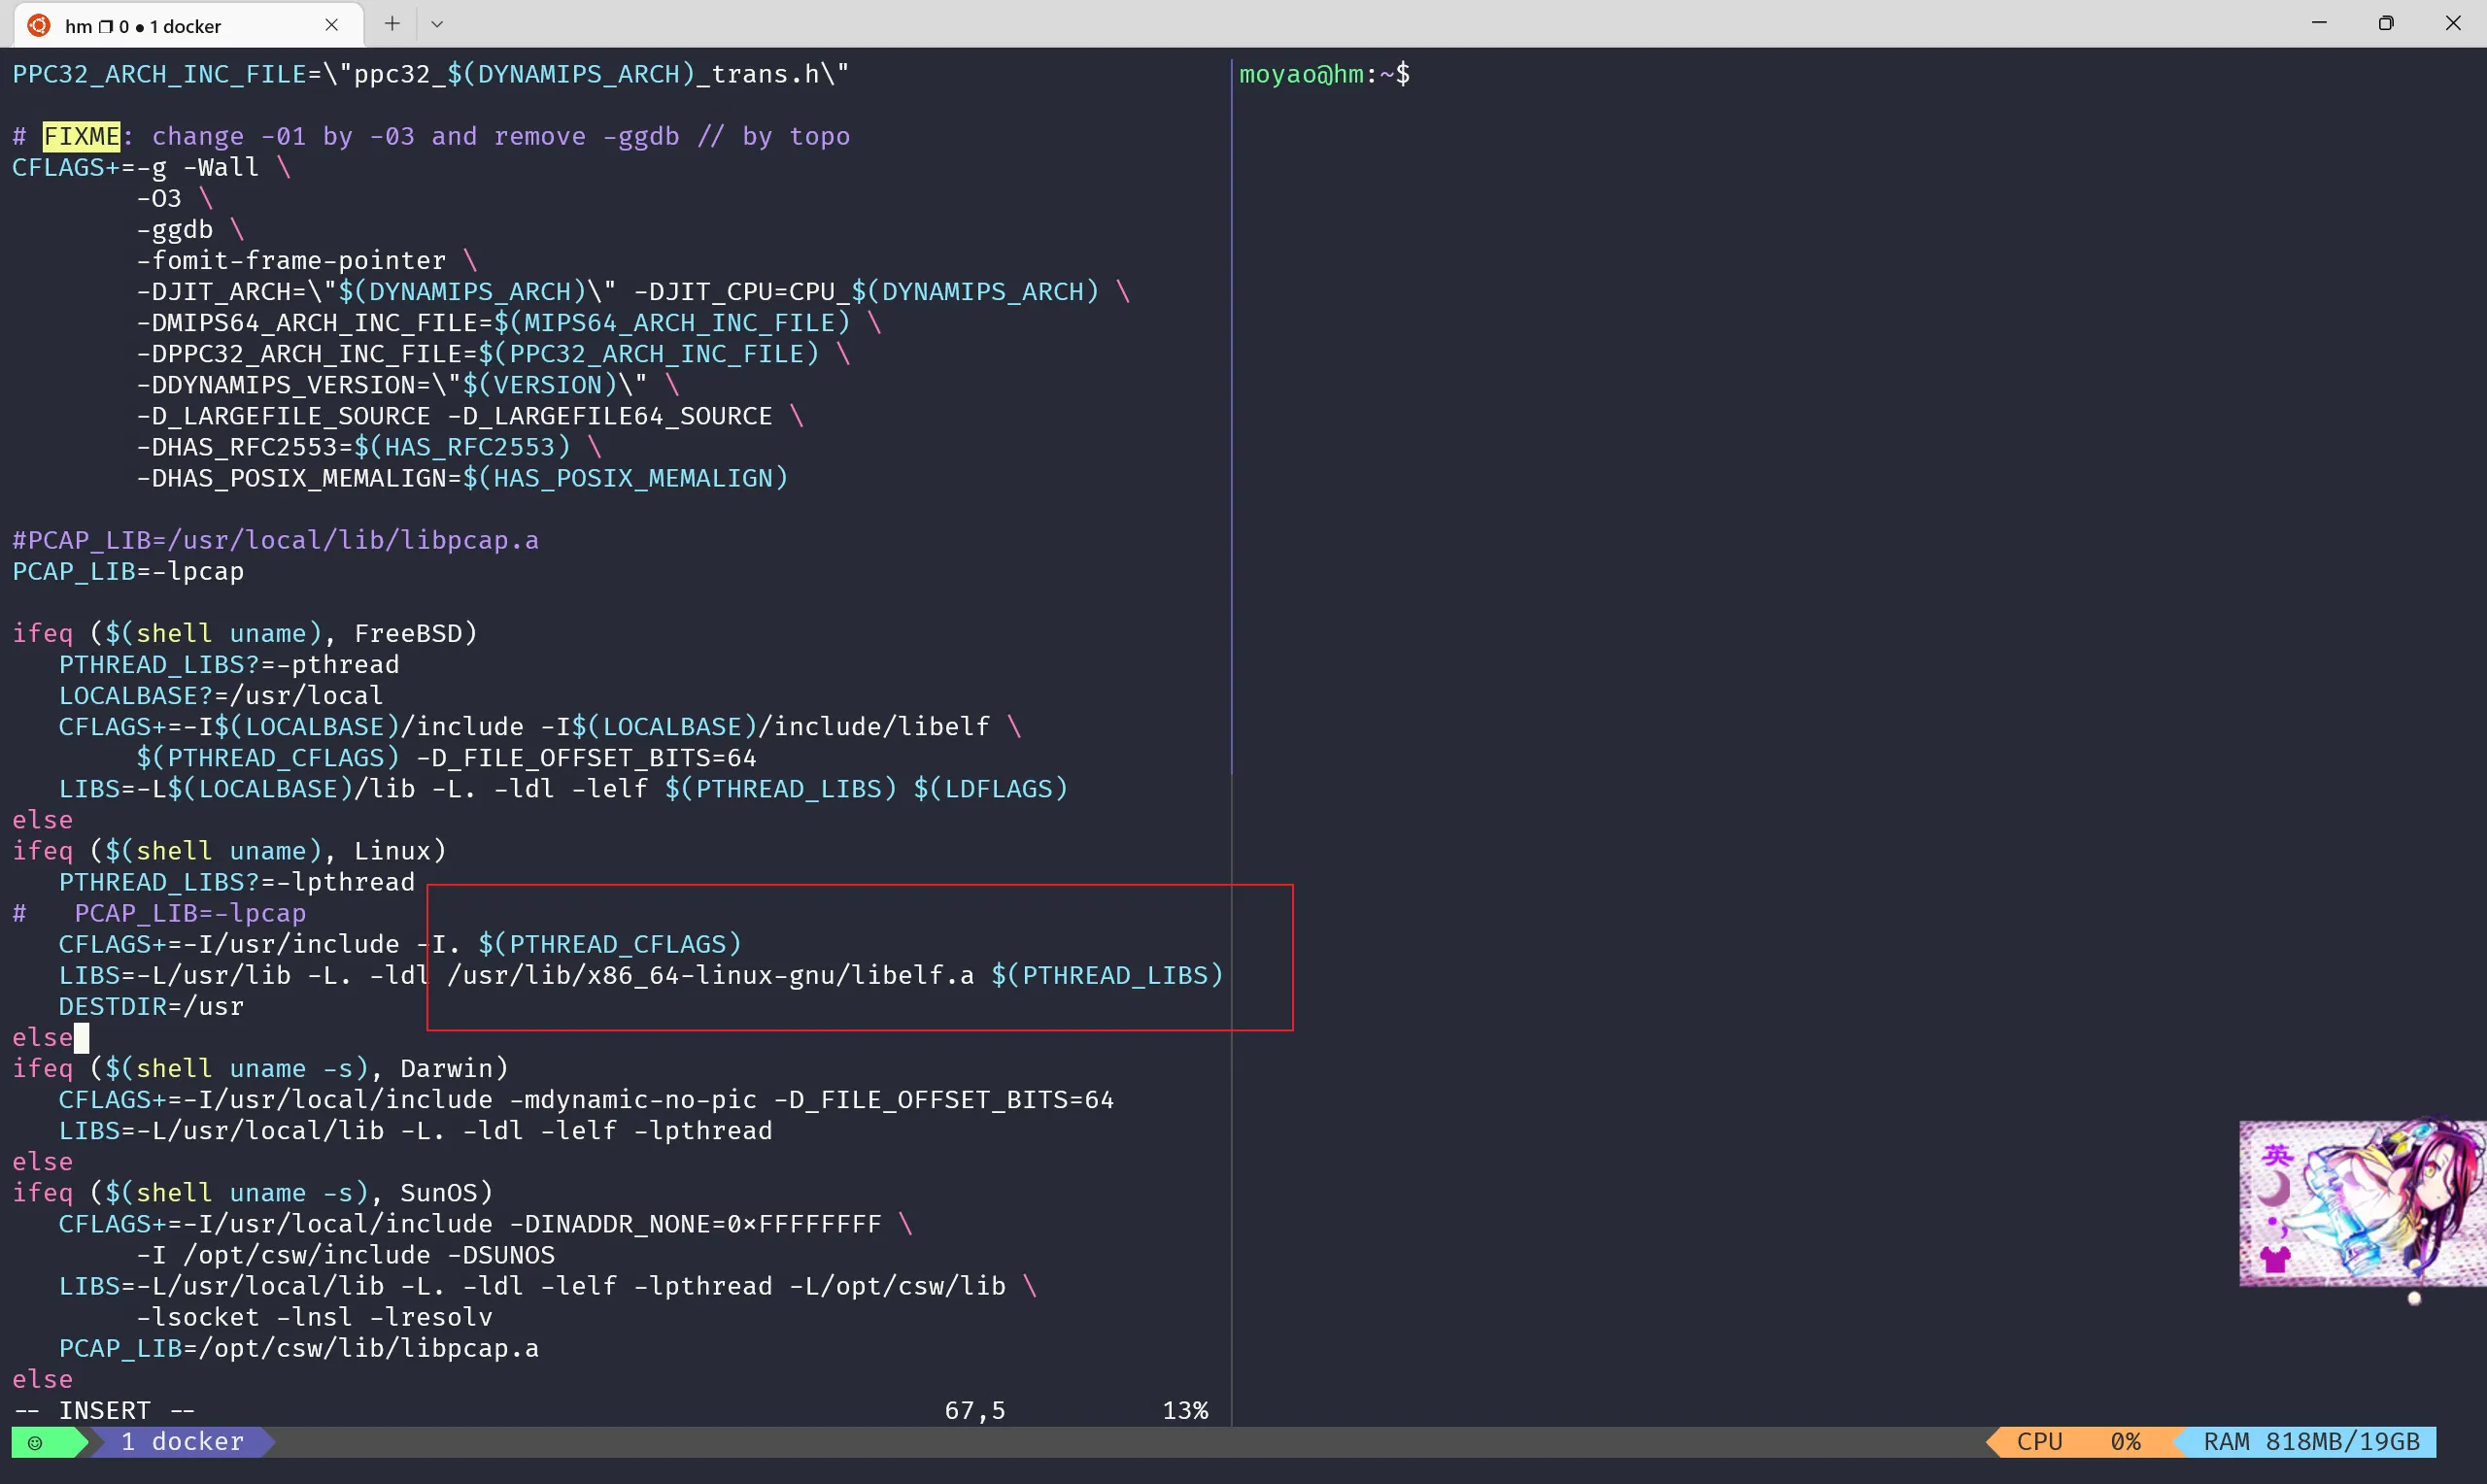 hm 0 ● 1 docker
PPC32_ARCH_INC_FILE=\"ppc32_$(DYNAMIPS_ARCH)_trans.h\"
# FIXME: change -01 by -03 and remove -ggdb // by topo
CFLAGS+=-g -Wall \
-O3 \
-ggdb \
-fomit-frame-pointer \
-DJIT_ARCH=\"$(DYNAMIPS_ARCH)\" -DJIT_CPU=CPU_$(DYNAMIPS_ARCH) \
-DMIPS64_ARCH_INC_FILE=$(MIPS64_ARCH_INC_FILE) \
-DPPC32_ARCH_INC_FILE=$(PPC32_ARCH_INC_FILE) \
-DDYNAMIPS_VERSION=\"$(VERSION)\" \
-D_LARGEFILE_SOURCE -D_LARGEFILE64_SOURCE \
-DHAS_RFC2553=$(HAS_RFC2553) \
-DHAS_POSIX_MEMALIGN=$(HAS_POSIX_MEMALIGN)
#PCAP_LIB=/usr/local/lib/libpcap.a
PCAP_LIB=-lpcap
ifeq ($(shell uname), FreeBSD)
PTHREAD_LIBS?=-pthread
LOCALBASE?=/usr/local
CFLAGS+=-I$(LOCALBASE)/include -I$(LOCALBASE)/include/libelf \
$(PTHREAD_CFLAGS) -D_FILE_OFFSET_BITS=64
LIBS=-L$(LOCALBASE)/lib -L. -ldl -lelf $(PTHREAD_LIBS) $(LDFLAGS)
else
ifeq ($(shell uname), Linux)
PTHREAD_LIBS?=-lpthread
#   PCAP_LIB=-lpcap
CFLAGS+=-I/usr/include -I. $(PTHREAD_CFLAGS)
LIBS=-L/usr/lib -L. -ldl /usr/lib/x86_64-linux-gnu/libelf.a $(PTHREAD_LIBS)
DESTDIR=/usr
else
ifeq ($(shell uname -s), Darwin)
CFLAGS+=-I/usr/local/include -mdynamic-no-pic -D_FILE_OFFSET_BITS=64
LIBS=-L/usr/local/lib -L. -ldl -lelf -lpthread
else
ifeq ($(shell uname -s), SunOS)
CFLAGS+=-I/usr/local/include -DINADDR_NONE=0xFFFFFFFF \
-I /opt/csw/include -DSUNOS
LIBS=-L/usr/local/lib -L. -ldl -lelf -lpthread -L/opt/csw/lib \
-lsocket -lnsl -lresolv
PCAP_LIB=/opt/csw/lib/libpcap.a
else
-- INSERT -- 67,5 13%
moyao@hm:~$
英
☺ 1 docker CPU 0% RAM 818MB/19GB